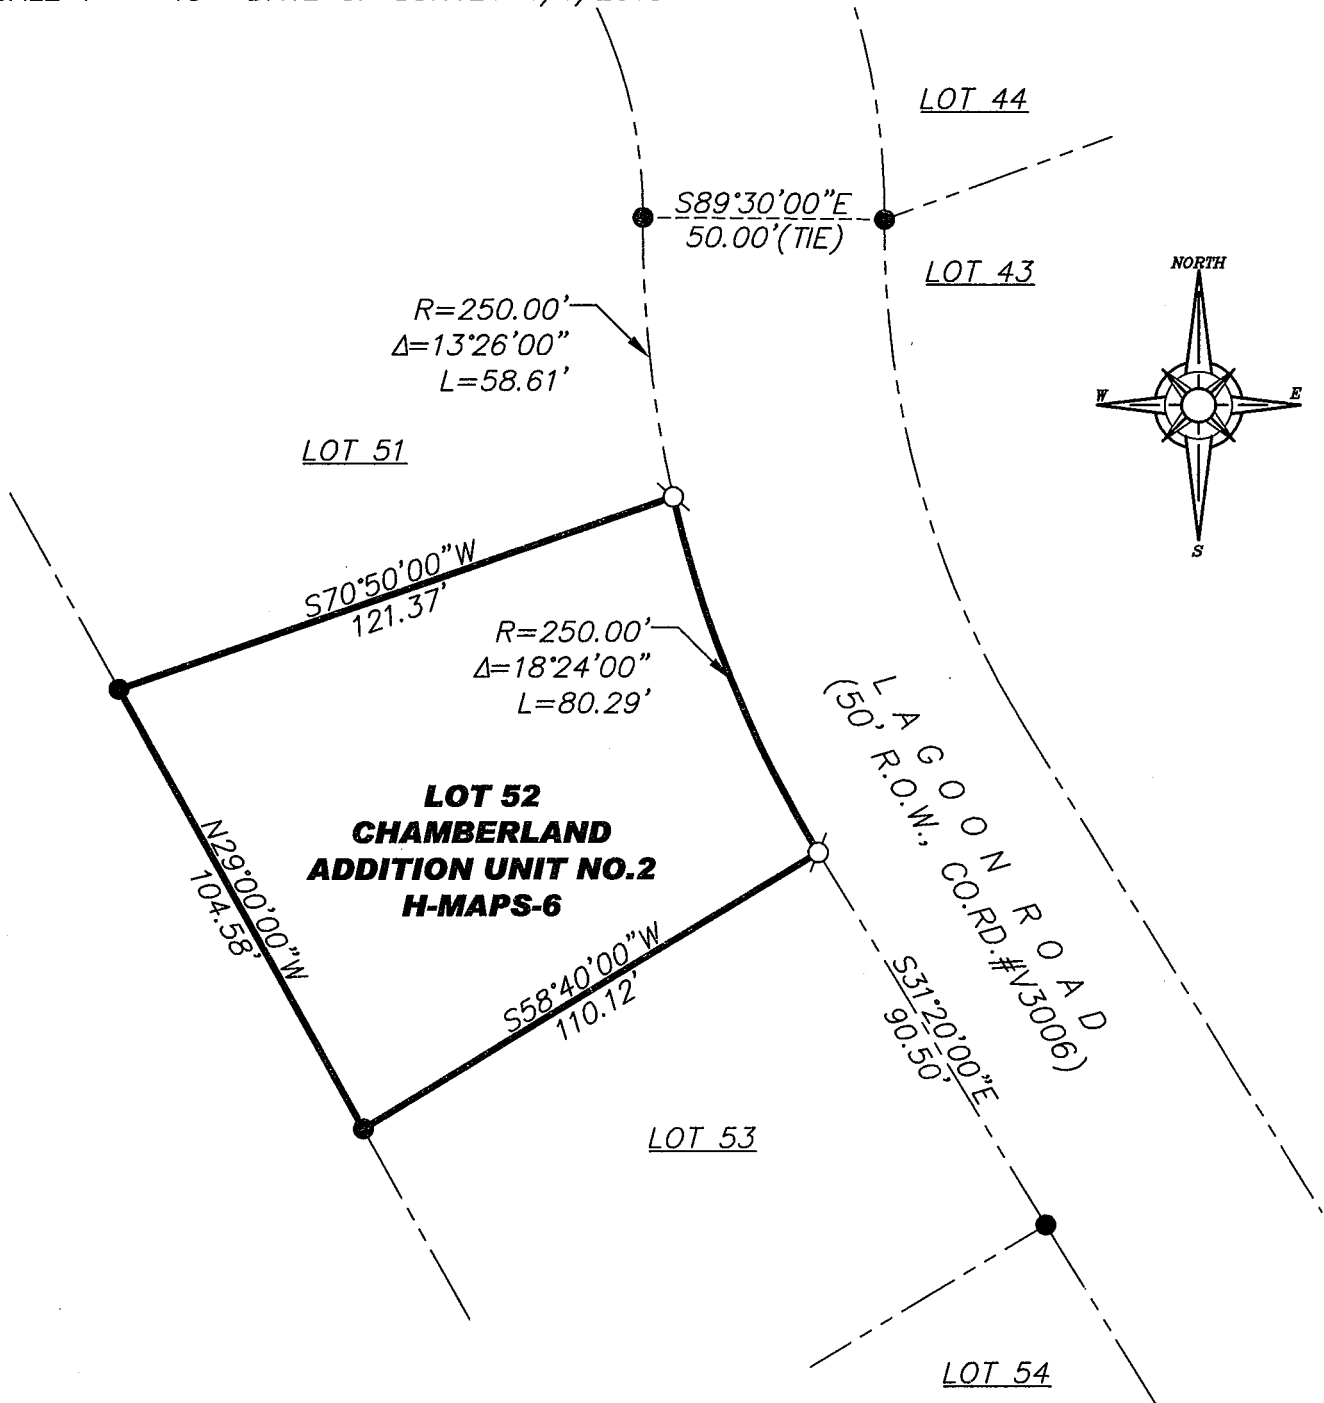 LOT 44
S89°30'00"E
50.00'(TIE)
LOT 43
NORTH
W
E
S
R=250.00'
Δ=13°26'00"
L=58.61'
LOT 51
S70°50'00"W
121.37'
R=250.00'
Δ=18°24'00"
L=80.29'
LAGOON ROAD
(50' R.O.W., CO.RD.#V3006)
LOT 52
CHAMBERLAND
ADDITION UNIT NO.2
H-MAPS-6
N29°00'00"W
104.58'
S58°40'00"W
110.12'
S31°20'00"E
90.50'
LOT 53
LOT 54